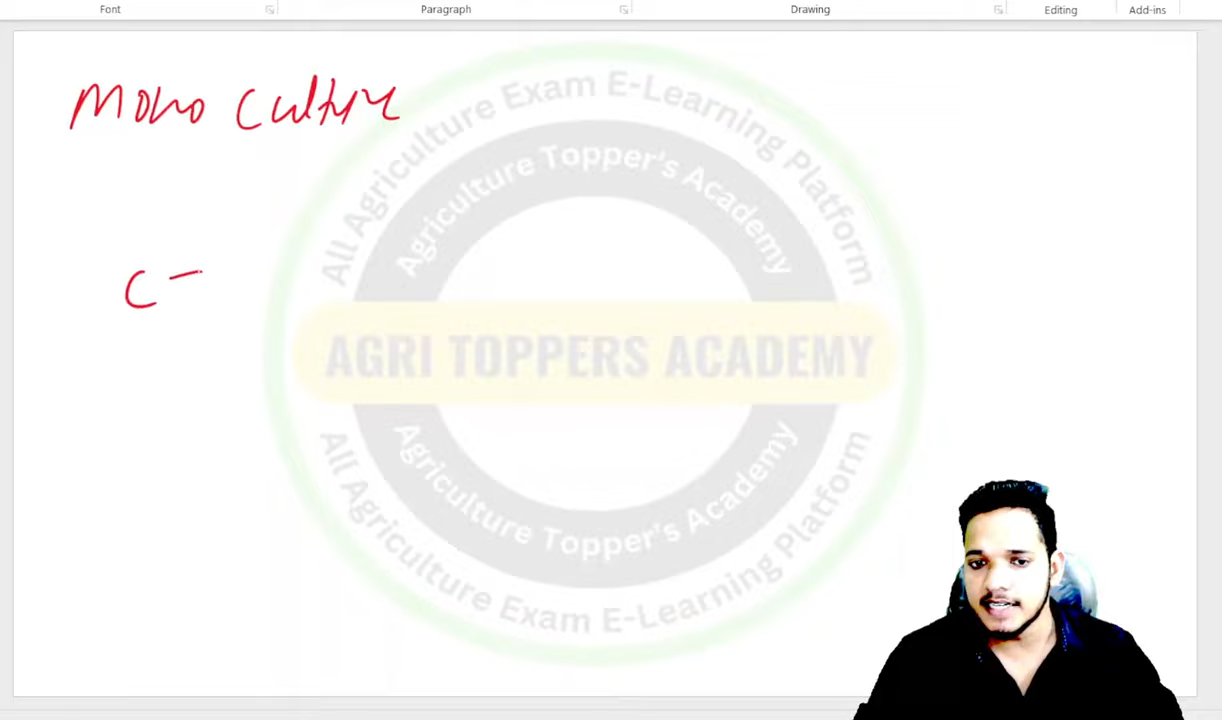 Font Paragraph Drawing Editing Add-ins
Mono Culture
All Agriculture Exam E-Learning Platform
Agriculture Topper's Academy
C -
AGRI TOPPERS ACADEMY
Agriculture Topper's Academy
All Agriculture Exam E-Learning Platform